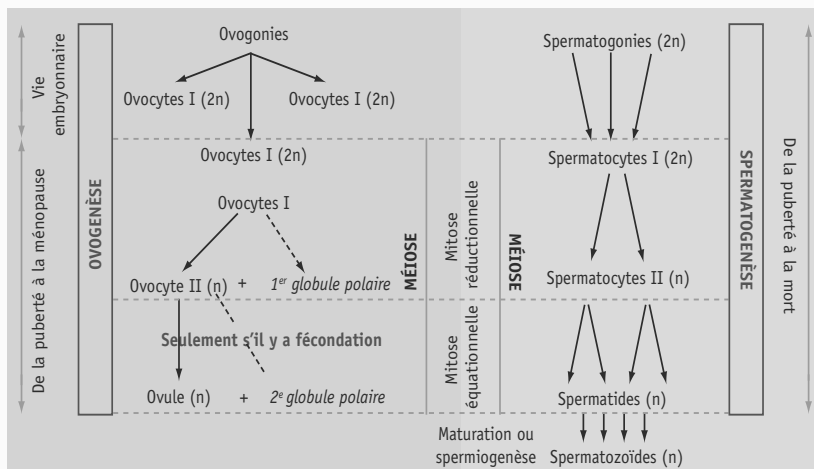 Vie
embryonnaire
De la puberté à la ménopause
OVOGENÈSE
Ovogonies
Ovocytes I (2n)
Ovocytes I (2n)
Ovocytes I (2n)
Ovocytes I
Ovocyte II (n) + 1er globule polaire
Seulement s'il y a fécondation
Ovule (n) + 2e globule polaire
MÉIOSE
Mitose
réductionnelle
Mitose
équationnelle
MÉIOSE
Spermatogonies (2n)
Spermatocytes I (2n)
Spermatocytes II (n)
Spermatides (n)
Maturation ou
spermiogenèse
Spermatozoïdes (n)
SPERMATOGENÈSE
De la puberté à la mort